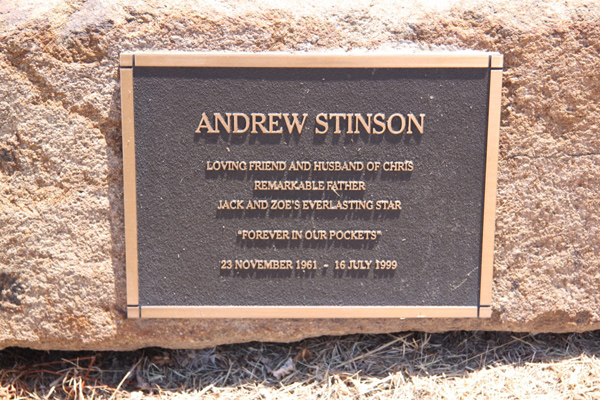 ANDREW STINSON
LOVING FRIEND AND HUSBAND OF CHRIS
REMARKABLE FATHER
JACK AND ZOE'S EVERLASTING STAR
"FOREVER IN OUR POCKETS"
23 NOVEMBER 1961 - 16 JULY 1999